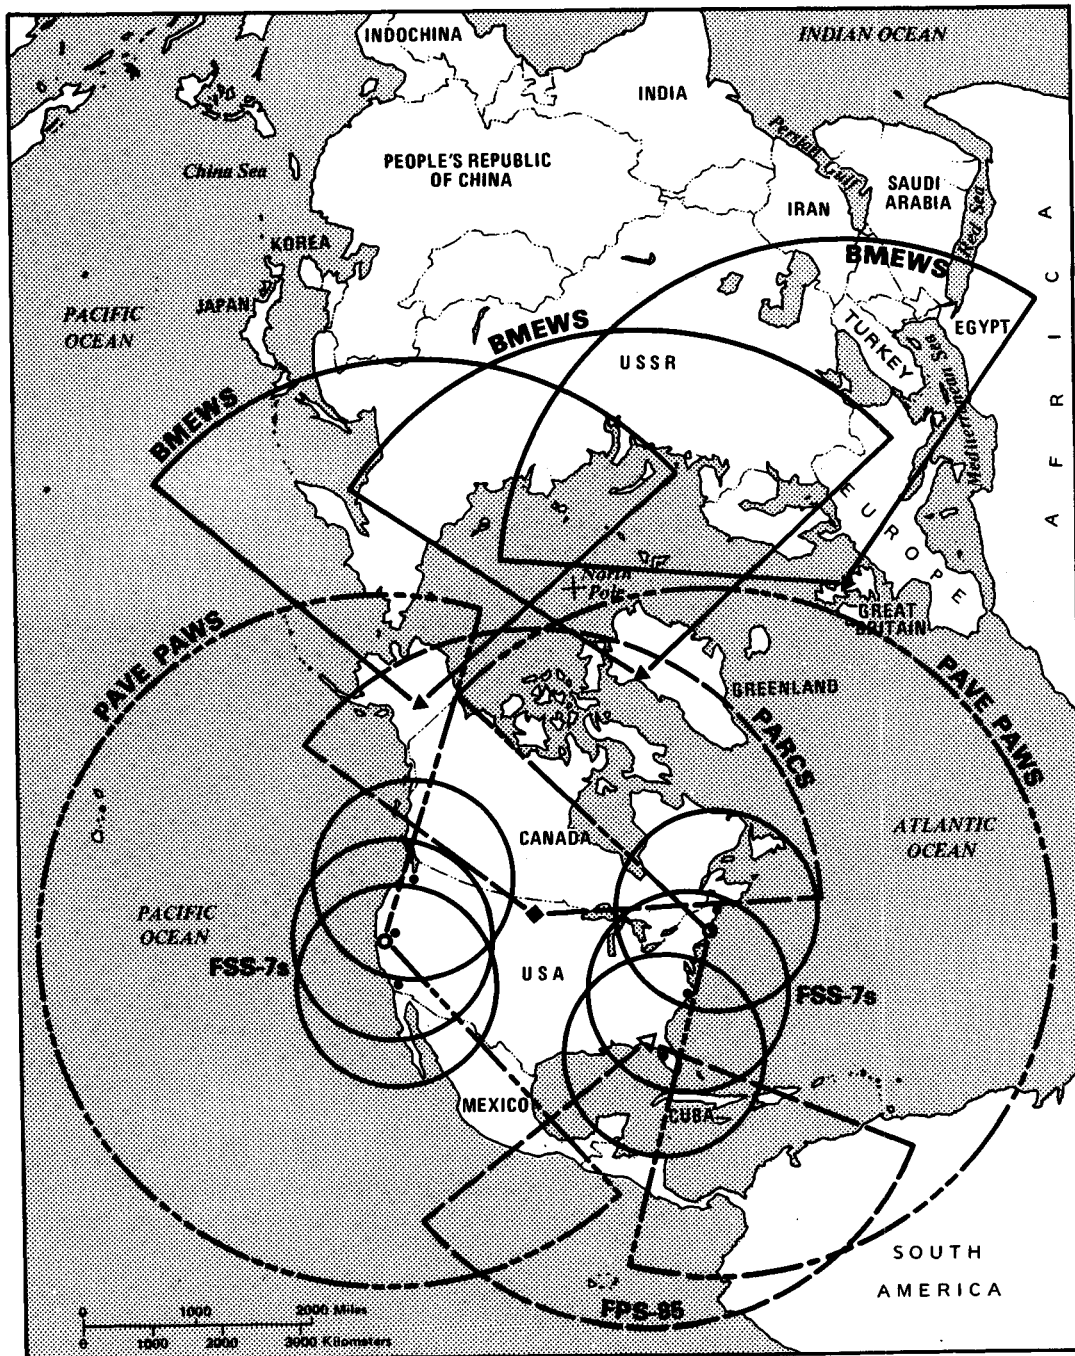 INDOCHINA
INDIAN OCEAN
INDIA
Persian Gulf
China Sea
PEOPLE'S REPUBLIC
OF CHINA
SAUDI
ARABIA
IRAN
Red Sea
AFRICA
KOREA
BMEWS
JAPAN
PACIFIC
OCEAN
BMEWS
EGYPT
TURKEY
USSR
BMEWS
Mediterranean Sea
EUROPE
North
Pole
GREAT
BRITAIN
PAVE PAWS
GREENLAND
PAVE PAWS
PARCS
CANADA
ATLANTIC
OCEAN
PACIFIC
OCEAN
FSS-7s
USA
FSS-7s
MEXICO
CUBA
SOUTH
AMERICA
FPS-85
0 1000 2000 Miles
0 1000 2000 3000 Kilometers